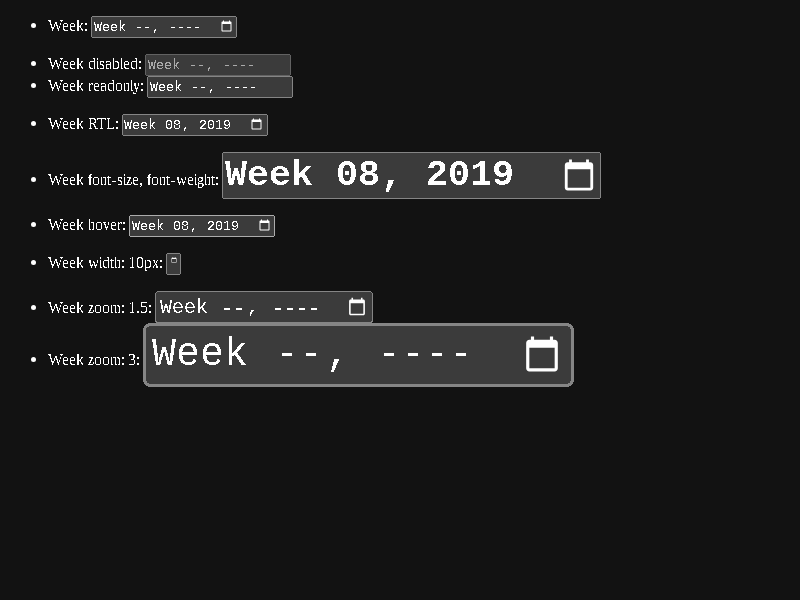 Week: Week --, ----
Week disabled: Week --, ----
Week readonly: Week --, ----
Week RTL: Week 08, 2019
Week font-size, font-weight: Week 08, 2019
Week hover: Week 08, 2019
Week width: 10px:
Week zoom: 1.5: Week --, ----
Week zoom: 3: Week --, ----